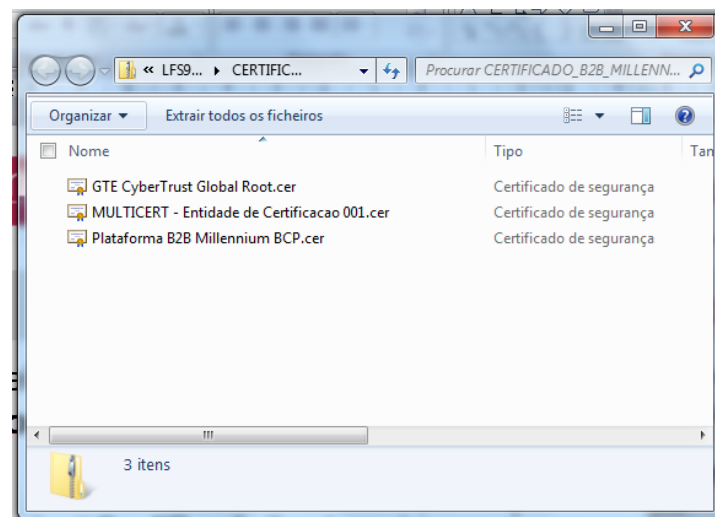 « LFS9... ▸ CERTIFIC...
Procurar CERTIFICADO_B2B_MILLENN...
Organizar
Extrair todos os ficheiros
Nome
Tipo
Tan
GTE CyberTrust Global Root.cer
Certificado de segurança
MULTICERT - Entidade de Certificacao 001.cer
Certificado de segurança
Plataforma B2B Millennium BCP.cer
Certificado de segurança
3 itens